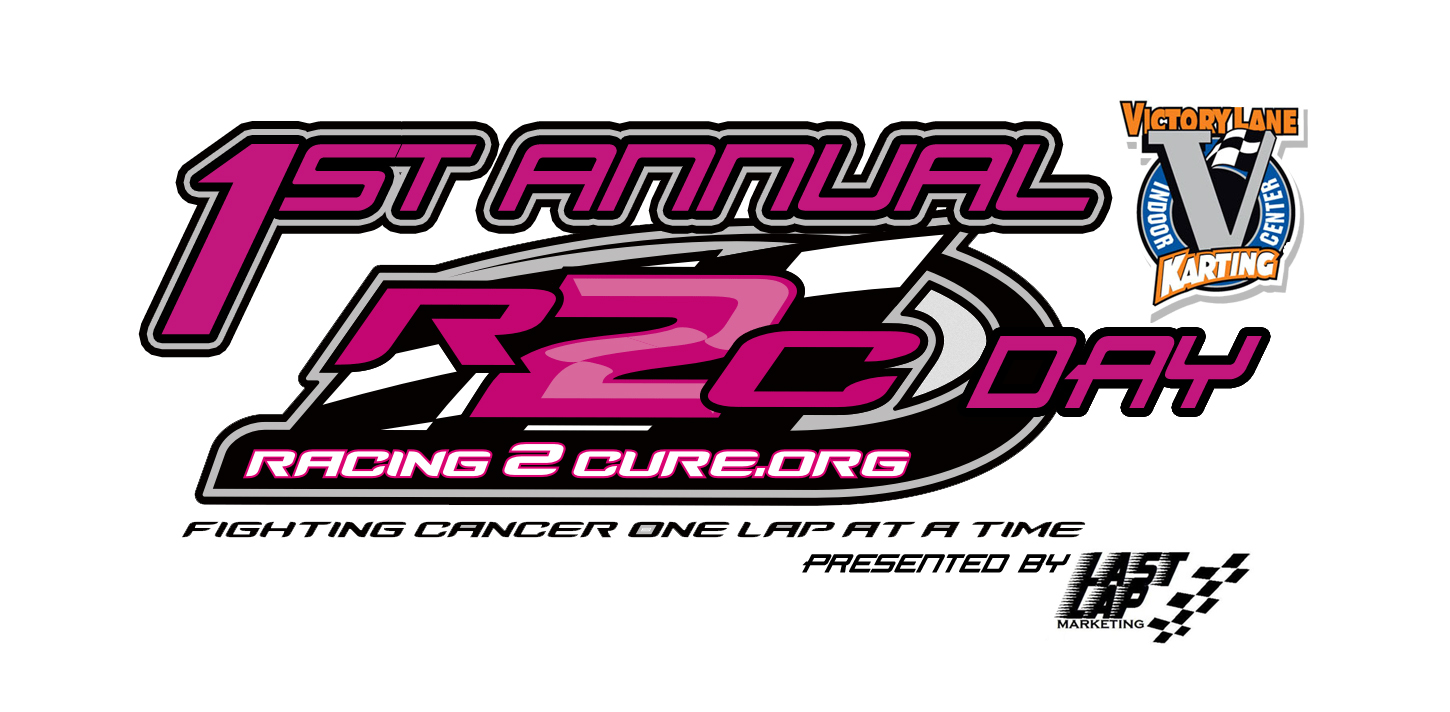 1ST ANNUAL
VICTORY LANE
V
INDOOR
CENTER
KARTING
R2C DAY
RACING 2 CURE.ORG
FIGHTING CANCER ONE LAP AT A TIME
PRESENTED BY
LAST
LAP
MARKETING